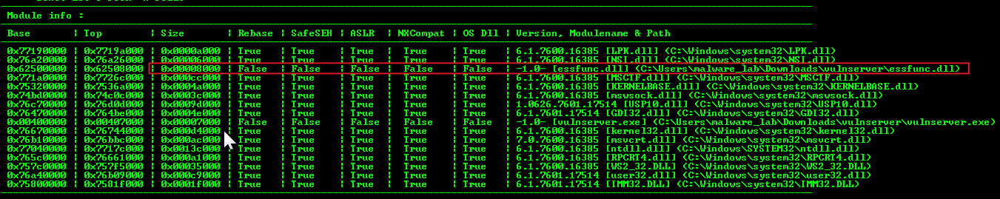 Module info :
Base | Top | Size | Rebase | SafeSEH | ASLR | NXCompat | OS Dll | Version, Modulename & Path
0x77190000 | 0x7719a000 | 0x0000a000 | True | True | True | True | True | 6.1.7600.16385 [LPK.dll] (C:\Windows\system32\LPK.dll)
0x76a20000 | 0x76a26000 | 0x00006000 | True | True | True | True | True | 6.1.7600.16385 [NSI.dll] (C:\Windows\system32\NSI.dll)
0x62500000 | 0x62508000 | 0x00008000 | False | False | False | False | False | -1.0- [essfunc.dll] (C:\Users\malware_lab\Downloads\vulnserver\essfunc.dll)
0x771a0000 | 0x7726c000 | 0x000cc000 | True | True | True | True | True | 6.1.7600.16385 [MSCTF.dll] (C:\Windows\system32\MSCTF.dll)
0x75320000 | 0x7536a000 | 0x0004a000 | True | True | True | True | True | 6.1.7600.16385 [KERNELBASE.dll] (C:\Windows\system32\KERNELBASE.dll)
0x74bd0000 | 0x74c0c000 | 0x0003c000 | True | True | True | True | True | 6.1.7600.16385 [mswsock.dll] (C:\Windows\system32\mswsock.dll)
0x76c70000 | 0x76d0d000 | 0x0009d000 | True | True | True | True | True | 1.0626.7601.17514 [USP10.dll] (C:\Windows\system32\USP10.dll)
0x76470000 | 0x764be000 | 0x0004e000 | True | True | True | True | True | 6.1.7601.17514 [GDI32.dll] (C:\Windows\system32\GDI32.dll)
0x00400000 | 0x00407000 | 0x00007000 | False | False | False | False | False | -1.0- [vulnserver.exe] (C:\Users\malware_lab\Downloads\vulnserver\vulnserver.exe)
0x76670000 | 0x76744000 | 0x000d4000 | True | True | True | True | True | 6.1.7600.16385 [kernel32.dll] (C:\Windows\system32\kernel32.dll)
0x76b10000 | 0x76bbc000 | 0x000ac000 | True | True | True | True | True | 7.0.7600.16385 [msvcrt.dll] (C:\Windows\system32\msvcrt.dll)
0x77040000 | 0x7717c000 | 0x0013c000 | True | True | True | True | True | 6.1.7600.16385 [ntdll.dll] (C:\Windows\SYSTEM32\ntdll.dll)
0x765c0000 | 0x76661000 | 0x000a1000 | True | True | True | True | True | 6.1.7600.16385 [RPCRT4.dll] (C:\Windows\system32\RPCRT4.dll)
0x757c0000 | 0x757f5000 | 0x00035000 | True | True | True | True | True | 6.1.7600.16385 [WS2_32.DLL] (C:\Windows\system32\WS2_32.DLL)
0x76a40000 | 0x76b09000 | 0x000c9000 | True | True | True | True | True | 6.1.7601.17514 [user32.dll] (C:\Windows\system32\user32.dll)
0x75800000 | 0x7581f000 | 0x0001f000 | True | True | True | True | True | 6.1.7601.17514 [IMM32.DLL] (C:\Windows\system32\IMM32.DLL)